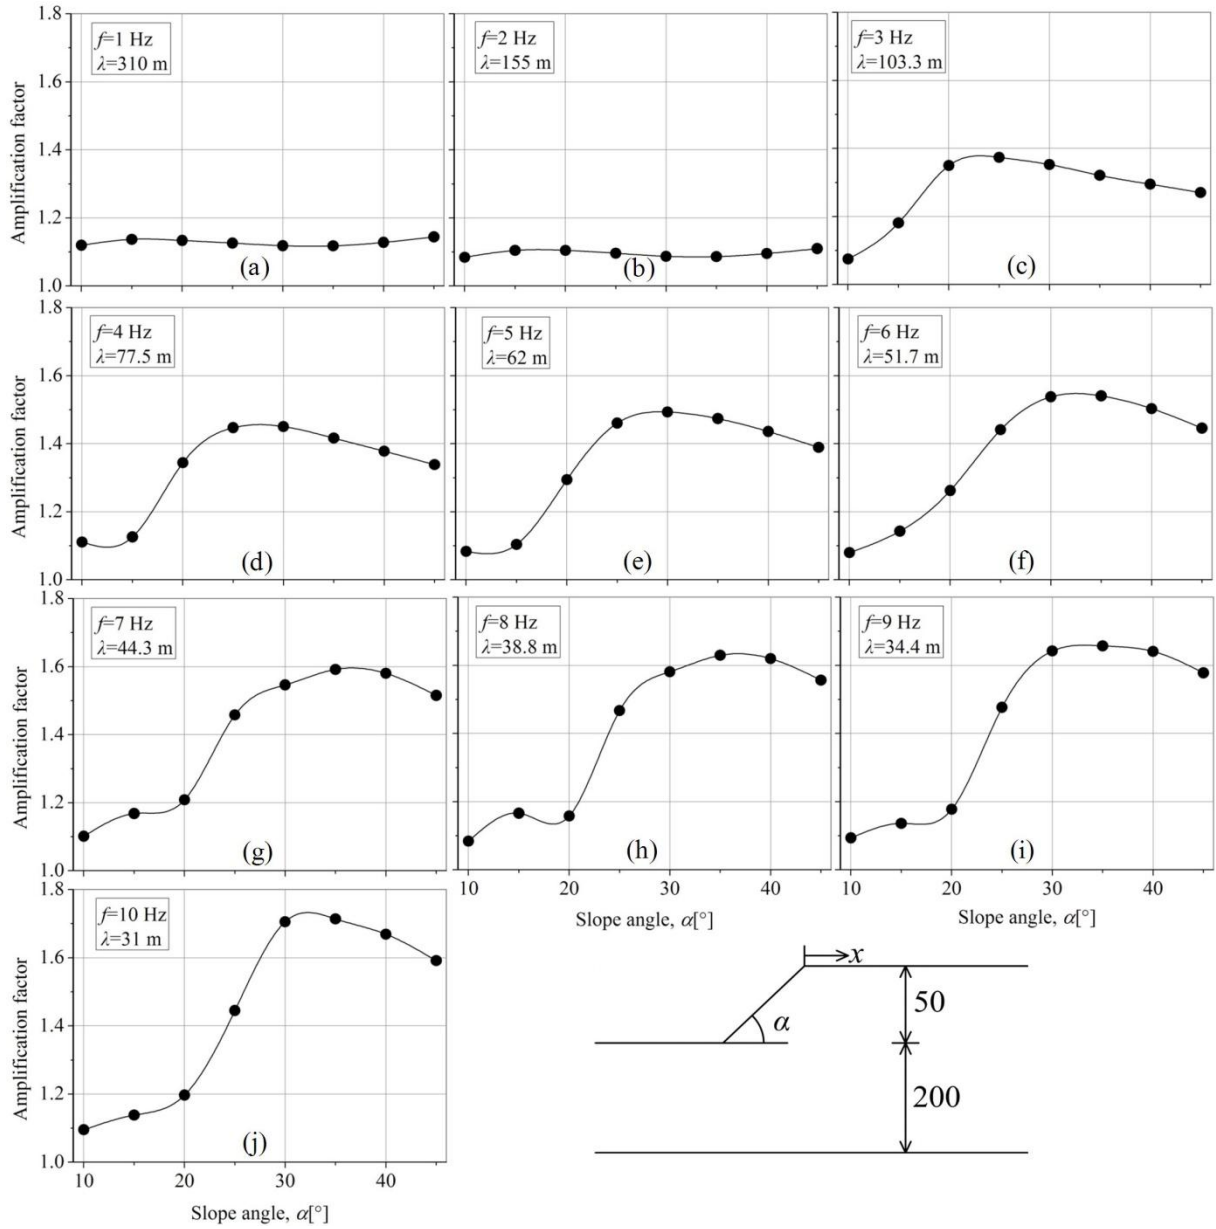 1.8
1.6
1.4
1.2
1.0
Amplification factor
f=1 Hz
λ=310 m
(a)
f=2 Hz
λ=155 m
(b)
f=3 Hz
λ=103.3 m
(c)
1.8
1.6
1.4
1.2
1.0
Amplification factor
f=4 Hz
λ=77.5 m
(d)
f=5 Hz
λ=62 m
(e)
f=6 Hz
λ=51.7 m
(f)
1.8
1.6
1.4
1.2
1.0
Amplification factor
f=7 Hz
λ=44.3 m
(g)
f=8 Hz
λ=38.8 m
(h)
10 20 30 40
Slope angle, α[°]
f=9 Hz
λ=34.4 m
(i)
10 20 30 40
Slope angle, α[°]
1.8
1.6
1.4
1.2
1.0
Amplification factor
f=10 Hz
λ=31 m
(j)
10 20 30 40
Slope angle, α[°]
x
α
50
200